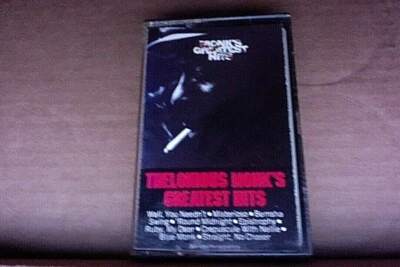 MONK'S
GREATEST
HITS
THELONIOUS MONK'S
GREATEST HITS
Well, You Needn't • Misterioso • Bemsha
Swing • 'Round Midnight • Epistrophy •
Ruby, My Dear • Crepuscule With Nellie •
Blue Monk • Straight, No Chaser